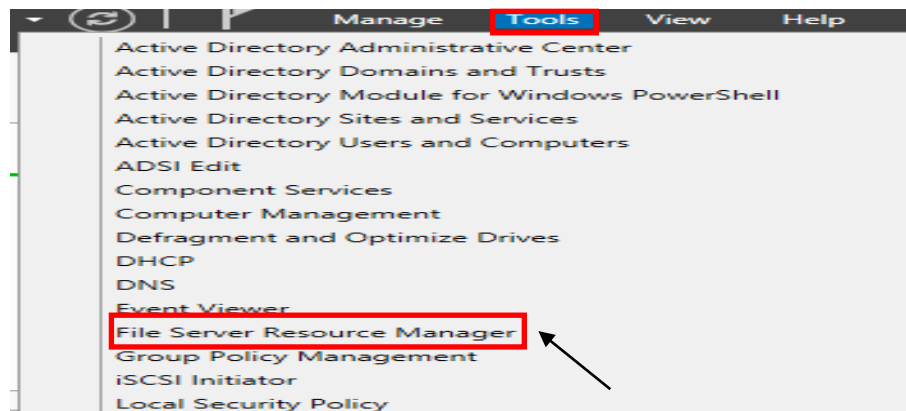 Manage Tools View Help
Active Directory Administrative Center
Active Directory Domains and Trusts
Active Directory Module for Windows PowerShell
Active Directory Sites and Services
Active Directory Users and Computers
ADSI Edit
Component Services
Computer Management
Defragment and Optimize Drives
DHCP
DNS
Event Viewer
File Server Resource Manager
Group Policy Management
iSCSI Initiator
Local Security Policy